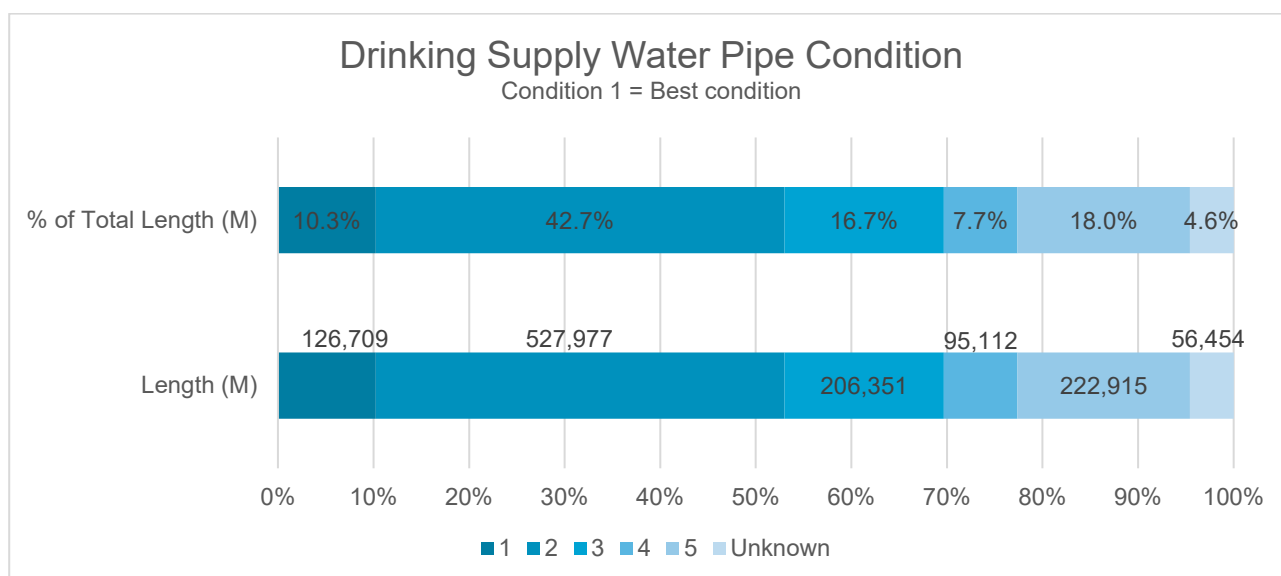 Drinking Supply Water Pipe Condition
Condition 1 = Best condition
% of Total Length (M)
10.3% 42.7% 16.7% 7.7% 18.0% 4.6%
126,709 527,977 95,112 56,454
Length (M)
206,351 222,915
0% 10% 20% 30% 40% 50% 60% 70% 80% 90% 100%
1 2 3 4 5 Unknown